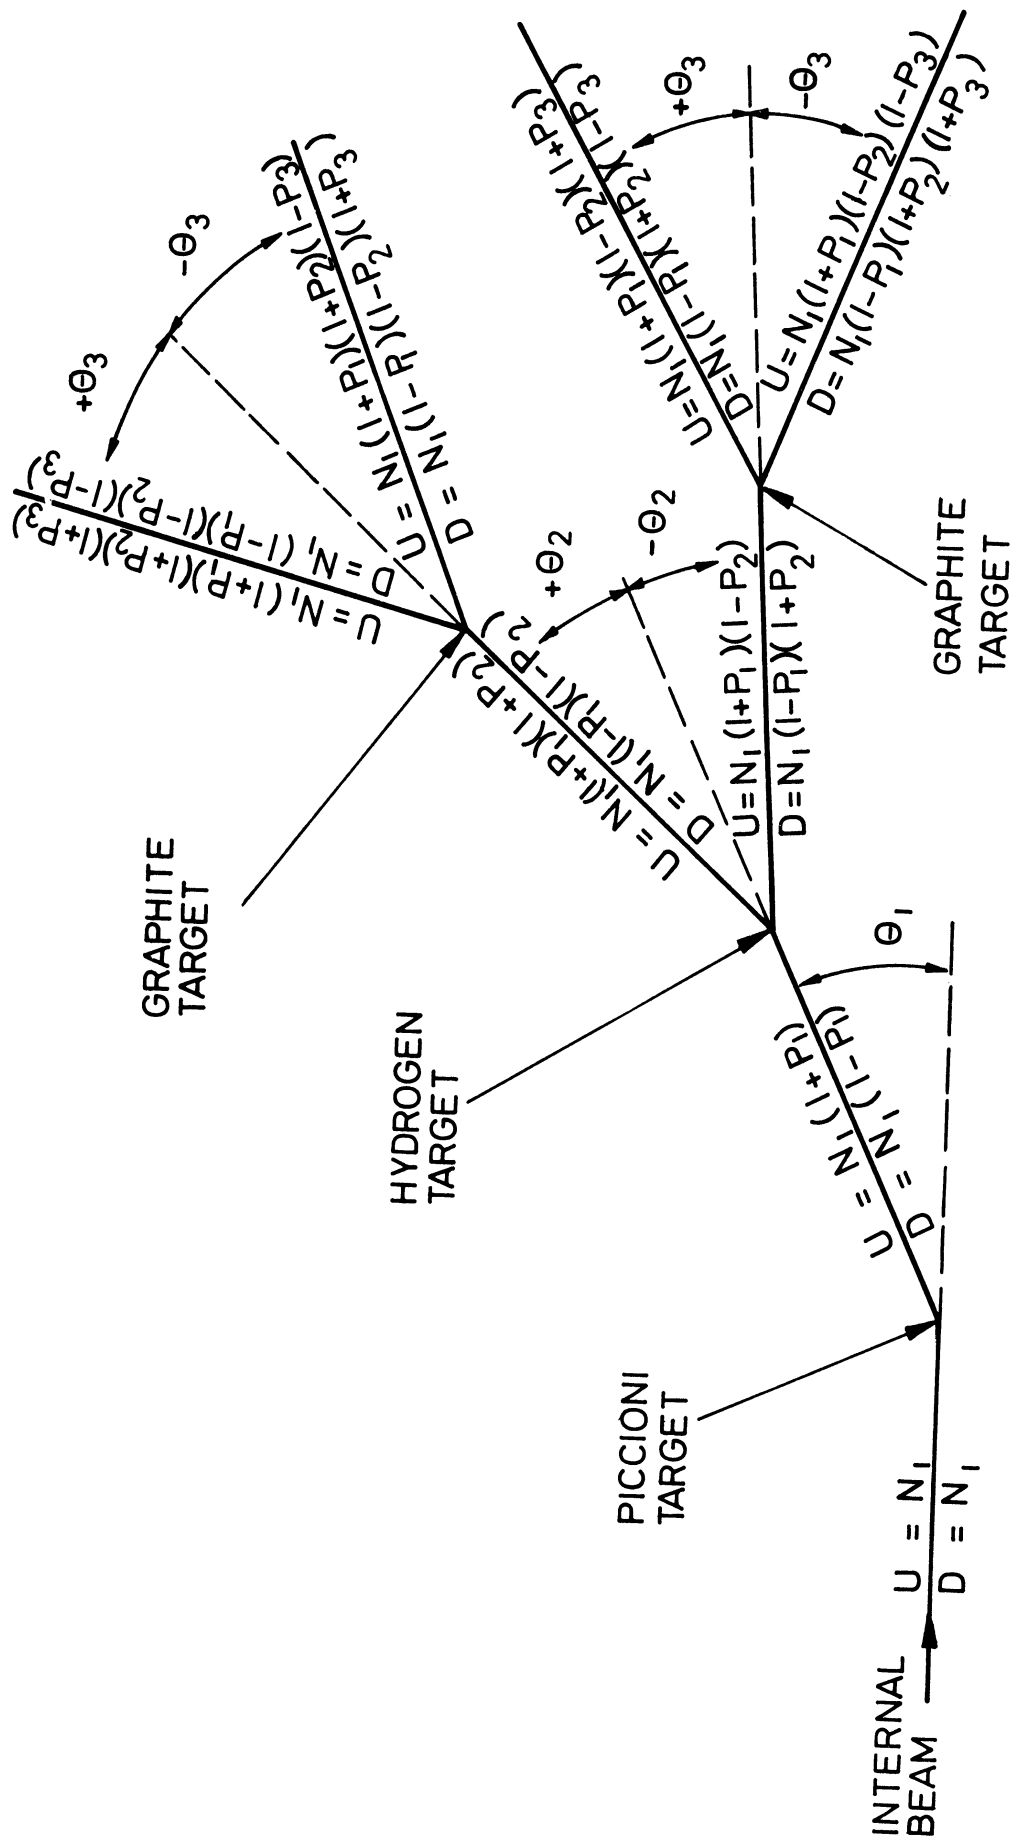 INTERNAL
BEAM
U = N₁
D = N₁
PICCIONI
TARGET
U = N₁ (1+P₁)
D = N₁ (1-P₁)
θ₁
HYDROGEN
TARGET
U = N₁(1+P₁)(1+P₂)
D = N₁(1-P₁)(1-P₂)
+θ₂
-θ₂
U=N₁(1+P₁)(1-P₂)
D=N₁(1-P₁)(1+P₂)
GRAPHITE
TARGET
U = N₁(1+P₁)(1+P₂)(1+P₃)
D = N₁(1-P₁)(1-P₂)(1-P₃)
+θ₃
-θ₃
U = N₁(1+P₁)(1+P₂)(1-P₃)
D = N₁(1-P₁)(1-P₂)(1+P₃)
GRAPHITE
TARGET
U=N₁(1+P₁)(1-P₂)(1+P₃)
D=N₁(1-P₁)(1+P₂)(1-P₃)
+θ₃
-θ₃
U=N₁(1+P₁)(1-P₂)(1-P₃)
D=N₁(1-P₁)(1+P₂)(1+P₃)